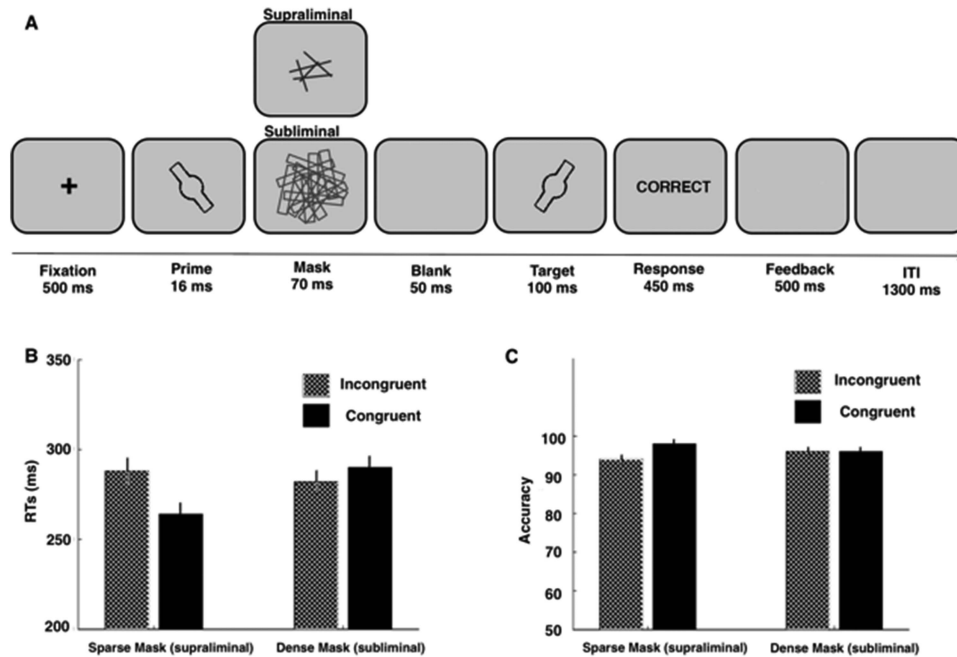 A
Supraliminal
Subliminal
+
CORRECT
Fixation Prime Mask Blank Target Response Feedback ITI
500 ms 16 ms 70 ms 50 ms 100 ms 450 ms 500 ms 1300 ms
B
350
300
250
200
RTs (ms)
Incongruent
Congruent
Sparse Mask (supraliminal) Dense Mask (subliminal)
C
100
90
80
70
60
50
Accuracy
Incongruent
Congruent
Sparse Mask (supraliminal) Dense Mask (subliminal)